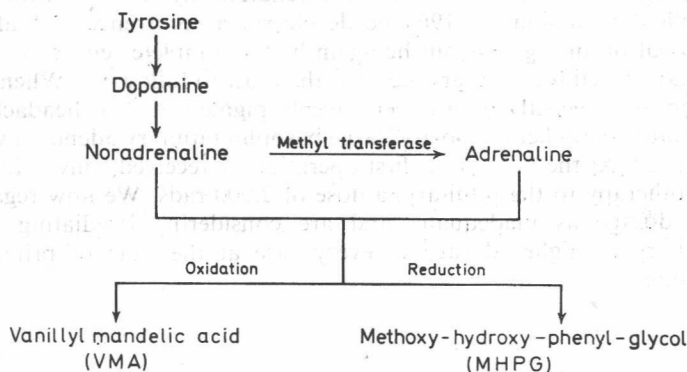 Tyrosine
Dopamine
Noradrenaline
Methyl transferase
Adrenaline
Oxidation
Reduction
Vanillyl mandelic acid
(VMA)
Methoxy-hydroxy-phenyl-glycol
(MHPG)